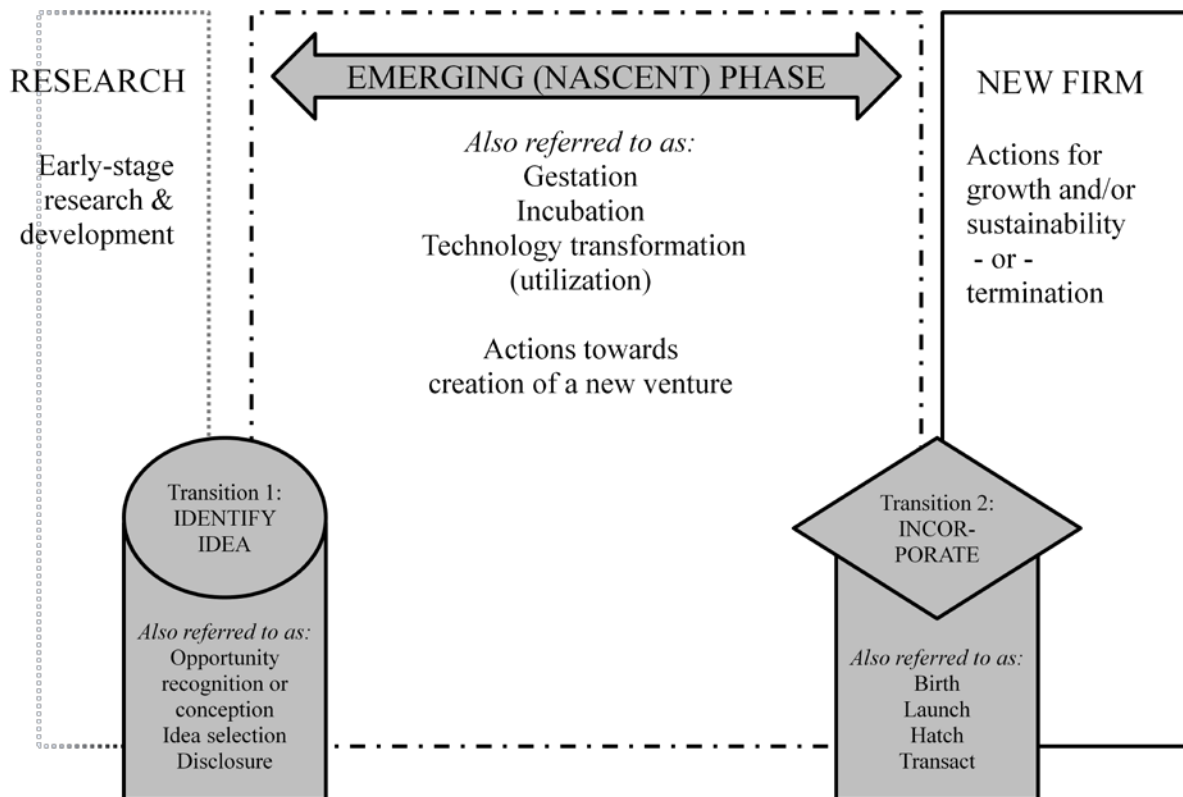 RESEARCH
Early-stage
research &
development
EMERGING (NASCENT) PHASE
Also referred to as:
Gestation
Incubation
Technology transformation
(utilization)
Actions towards
creation of a new venture
NEW FIRM
Actions for
growth and/or
sustainability
- or -
termination
Transition 1:
IDENTIFY
IDEA
Also referred to as:
Opportunity
recognition or
conception
Idea selection
Disclosure
Transition 2:
INCOR-
PORATE
Also referred to as:
Birth
Launch
Hatch
Transact